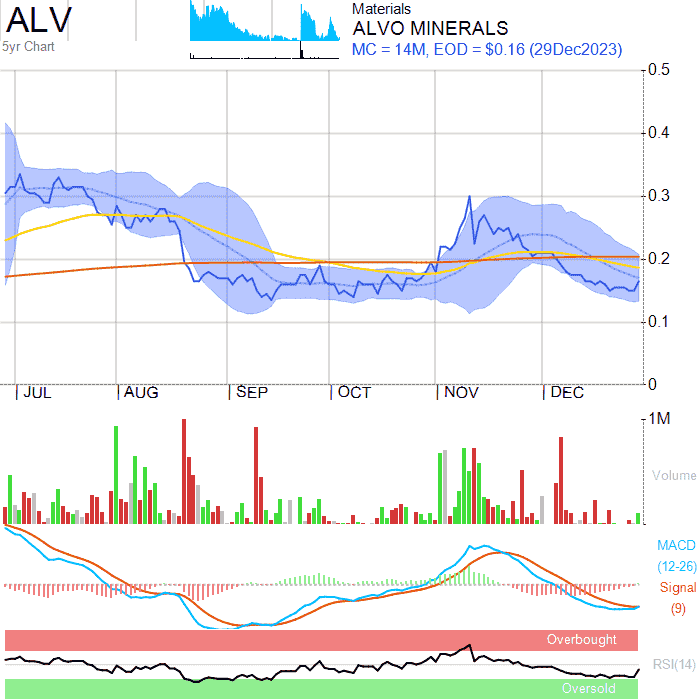 ALV
5yr Chart
Materials
ALVO MINERALS
MC = 14M, EOD = $0.16 (29Dec2023)
0.5
0.4
0.3
0.2
0.1
0
JUL AUG SEP OCT NOV DEC
1M
Volume
MACD
(12-26)
Signal
(9)
Overbought
RSI(14)
Oversold